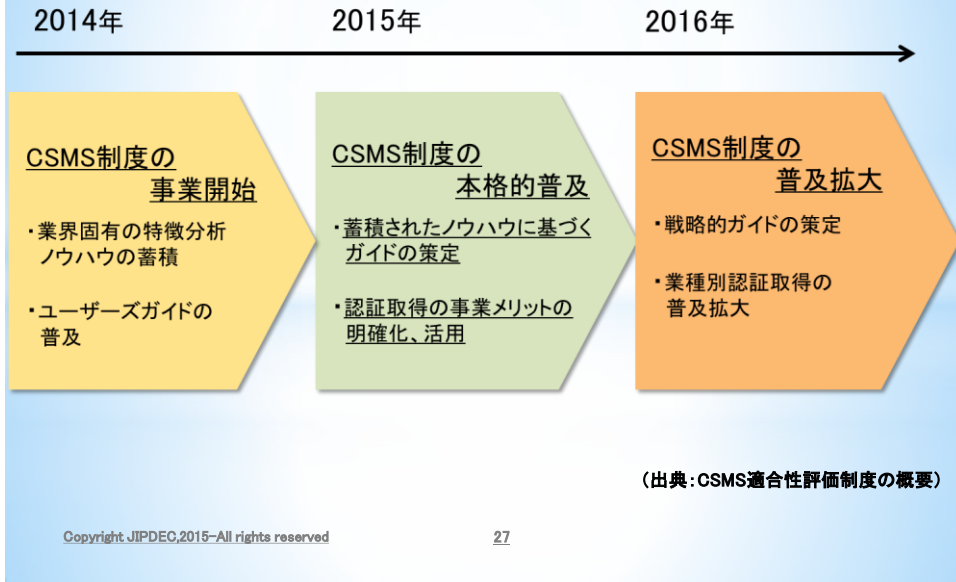 2014年
2015年
2016年
CSMS制度の
事業開始
・業界固有の特徴分析
ノウハウの蓄積
・ユーザーズガイドの
普及
CSMS制度の
本格的普及
・蓄積されたノウハウに基づく
ガイドの策定
・認証取得の事業メリットの
明確化、活用
CSMS制度の
普及拡大
・戦略的ガイドの策定
・業種別認証取得の
普及拡大
（出典：CSMS適合性評価制度の概要）
Copyright JIPDEC,2015-All rights reserved
27